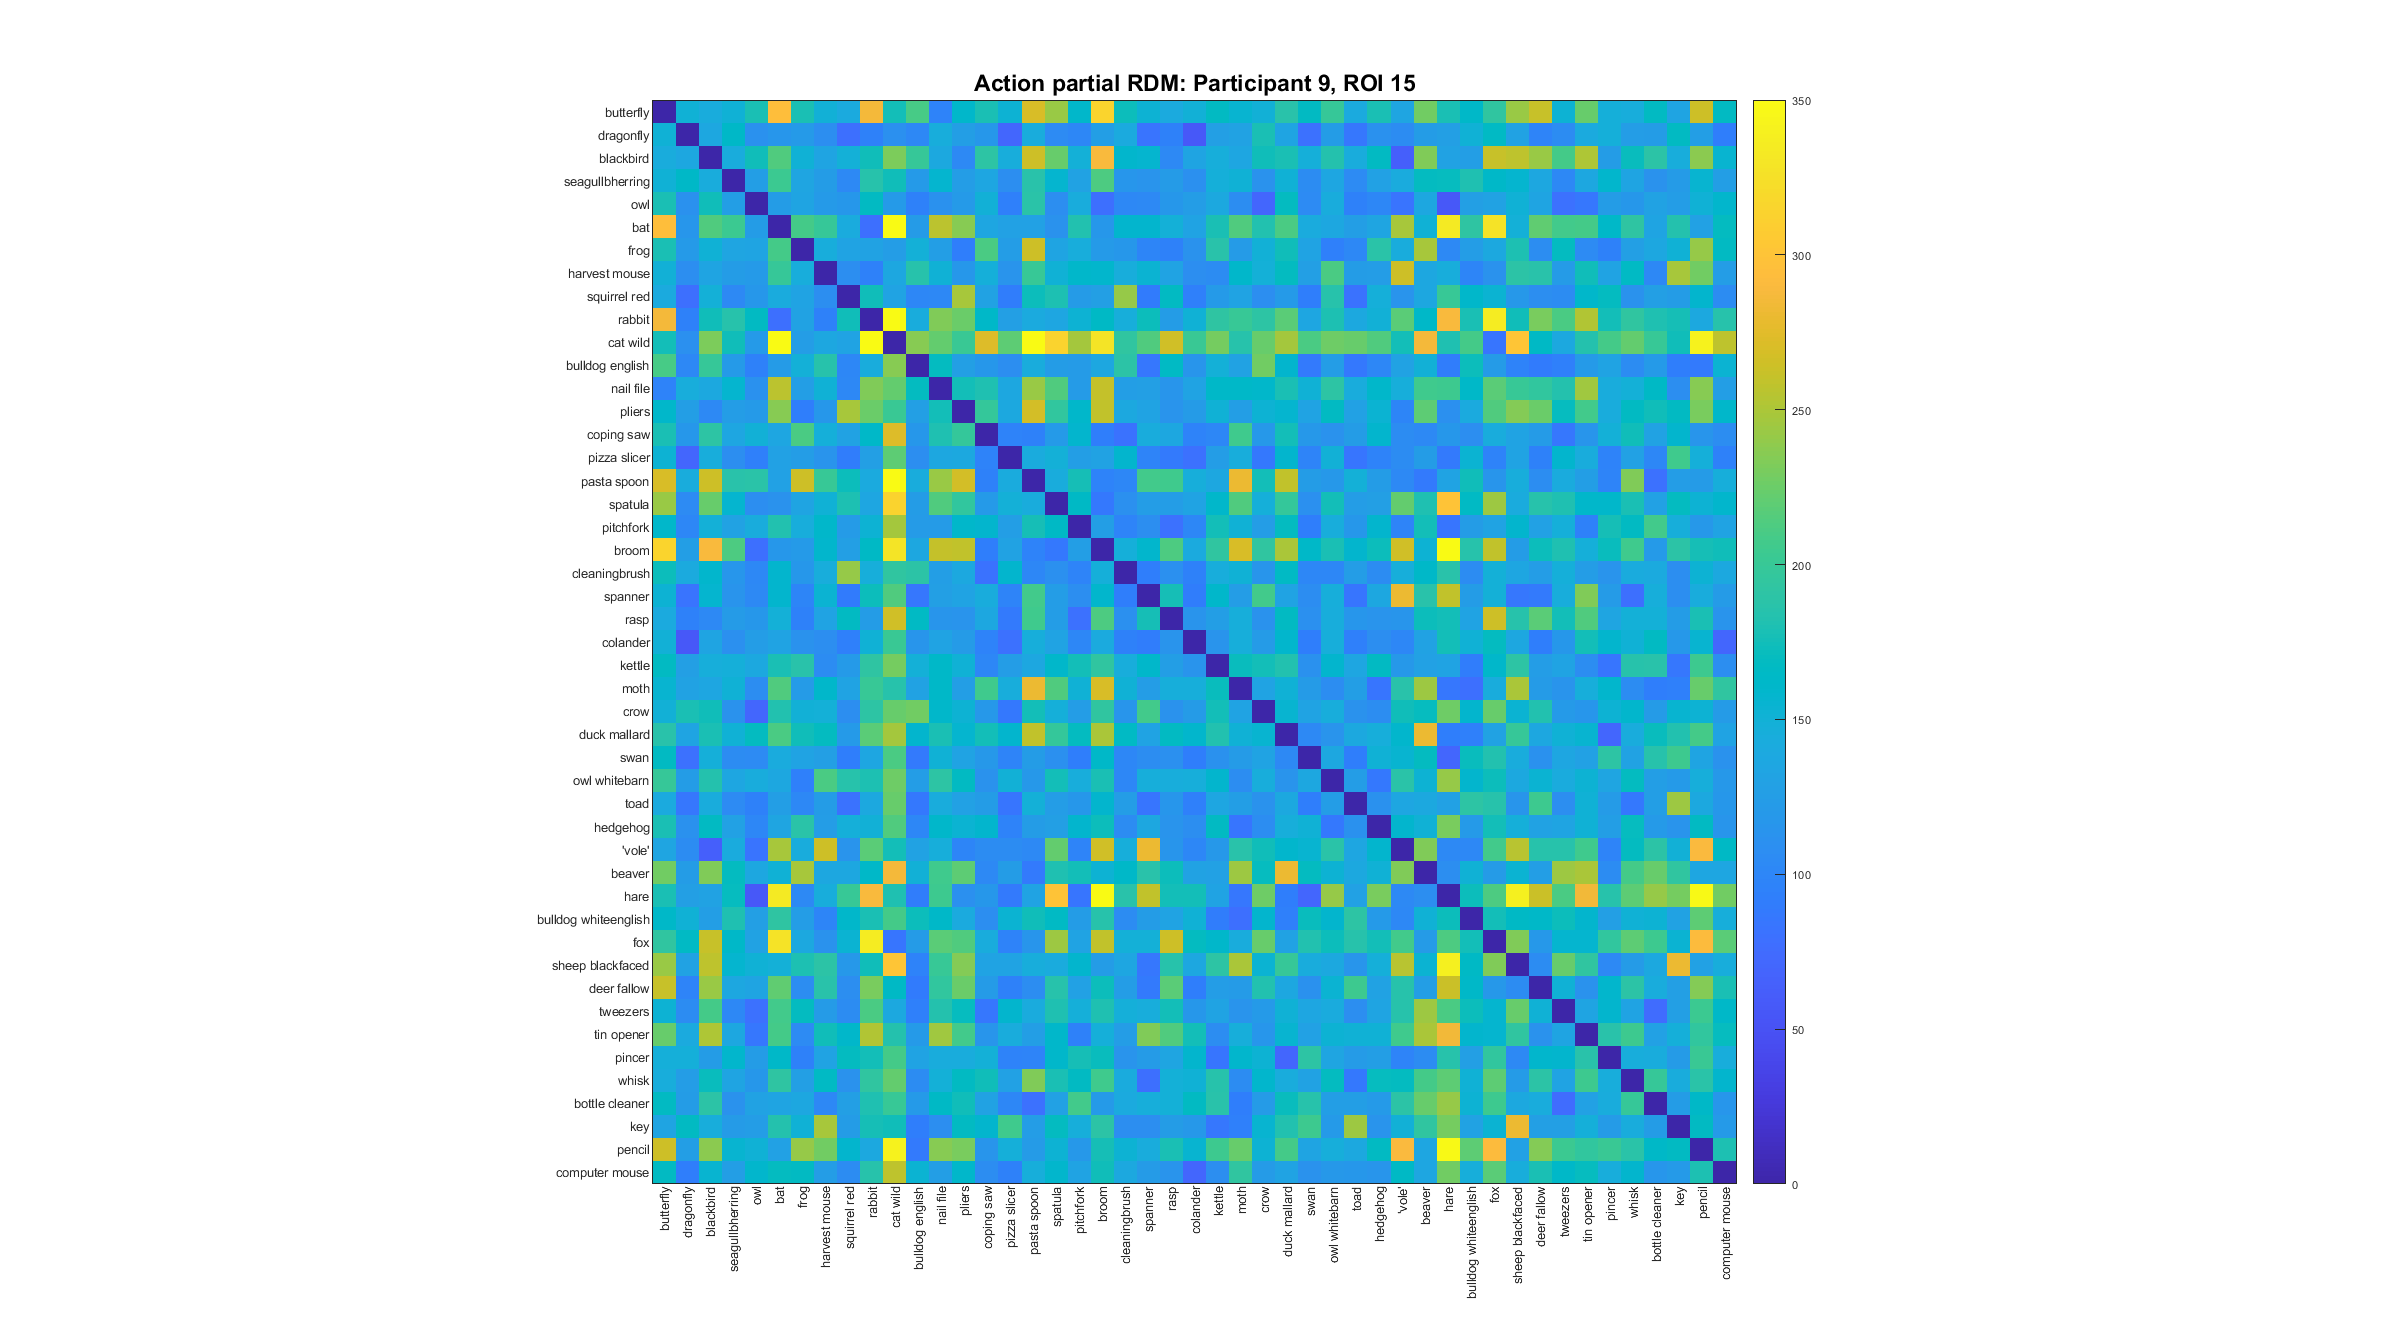 Action partial RDM: Participant 9, ROI 15
butterfly
dragonfly
blackbird
seagullbherring
owl
bat
frog
harvest mouse
squirrel red
rabbit
cat wild
bulldog english
nail file
pliers
coping saw
pizza slicer
pasta spoon
spatula
pitchfork
broom
cleaningbrush
spanner
rasp
colander
kettle
moth
crow
duck mallard
swan
owl whitebarn
toad
hedgehog
'vole'
beaver
hare
bulldog whiteenglish
fox
sheep blackfaced
deer fallow
tweezers
tin opener
pincer
whisk
bottle cleaner
key
pencil
computer mouse
butterfly
dragonfly
blackbird
seagullbherring
owl
bat
frog
harvest mouse
squirrel red
rabbit
cat wild
bulldog english
nail file
pliers
coping saw
pizza slicer
pasta spoon
spatula
pitchfork
broom
cleaningbrush
spanner
rasp
colander
kettle
moth
crow
duck mallard
swan
owl whitebarn
toad
hedgehog
'vole'
beaver
hare
bulldog whiteenglish
fox
sheep blackfaced
deer fallow
tweezers
tin opener
pincer
whisk
bottle cleaner
key
pencil
computer mouse
350
300
250
200
150
100
50
0